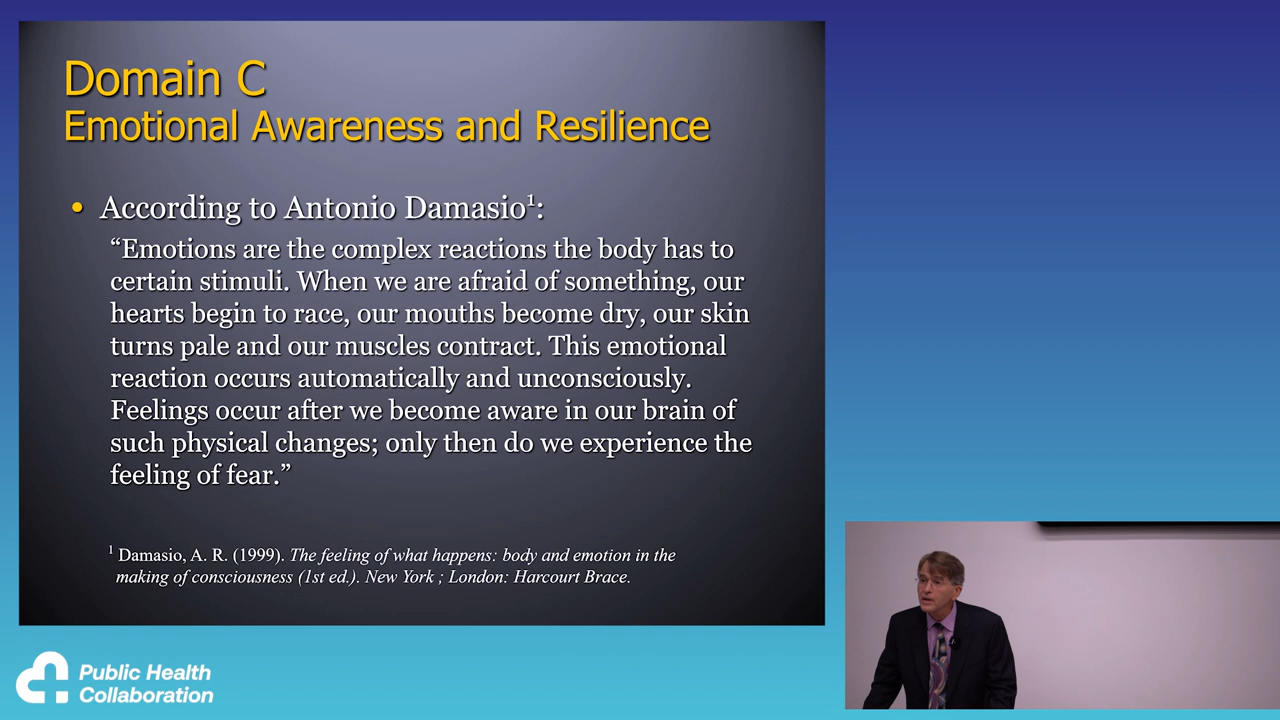 Domain C
Emotional Awareness and Resilience
• According to Antonio Damasio¹:
“Emotions are the complex reactions the body has to
certain stimuli. When we are afraid of something, our
hearts begin to race, our mouths become dry, our skin
turns pale and our muscles contract. This emotional
reaction occurs automatically and unconsciously.
Feelings occur after we become aware in our brain of
such physical changes; only then do we experience the
feeling of fear.”
¹ Damasio, A. R. (1999). The feeling of what happens: body and emotion in the
making of consciousness (1st ed.). New York ; London: Harcourt Brace.
Public Health
Collaboration